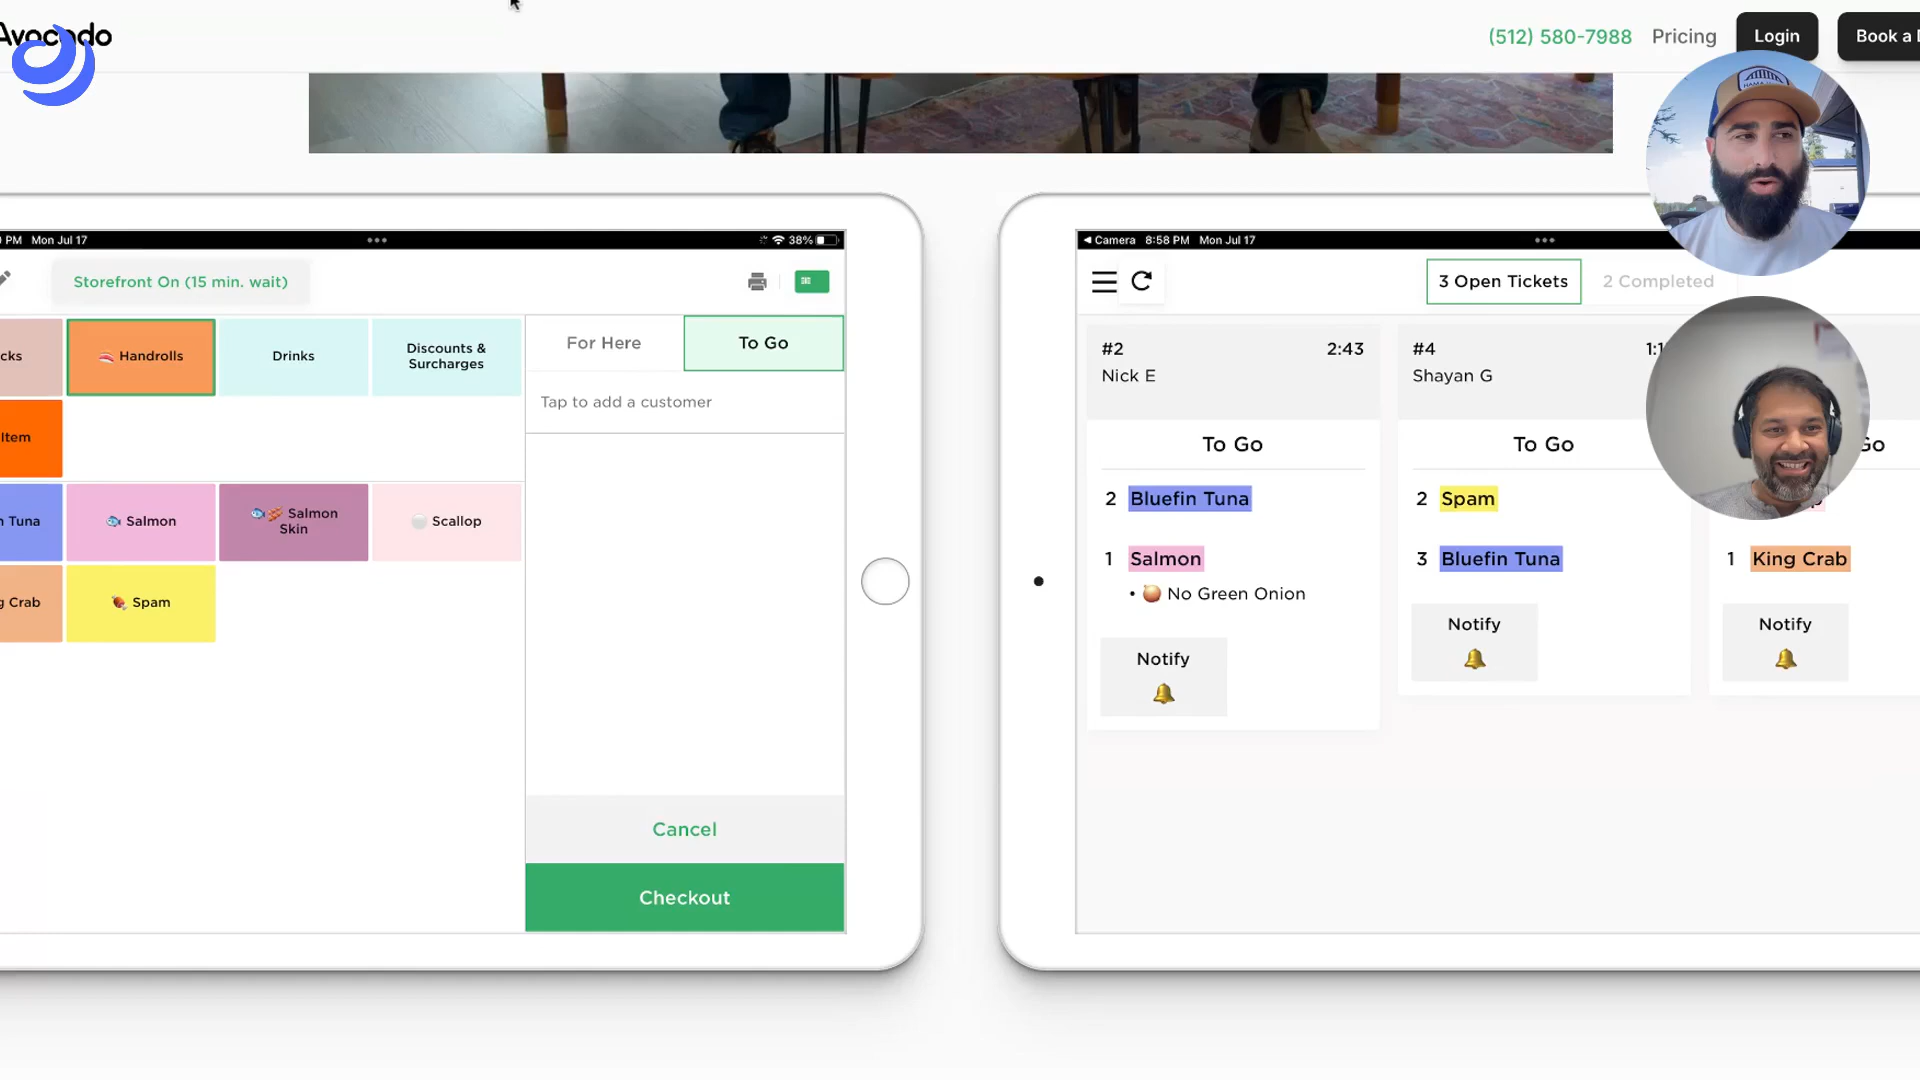 Avocado
(512) 580-7988
Pricing
Login
Book a
PM Mon Jul 17
38%
Storefront On (15 min. wait)
Handrolls
Drinks
Discounts &
Surcharges
Item
Tuna
Salmon
Salmon
Skin
Scallop
Crab
Spam
For Here
To Go
Tap to add a customer
Cancel
Checkout
Camera 8:58 PM Mon Jul 17
3 Open Tickets
2 Completed
#2
2:43
Nick E
To Go
2 Bluefin Tuna
1 Salmon
• No Green Onion
Notify
#4
Shayan G
To Go
2 Spam
3 Bluefin Tuna
Notify
1 King Crab
Notify